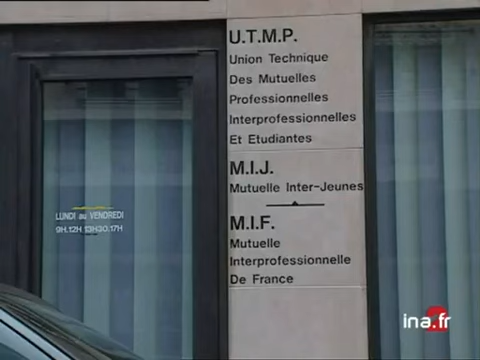 U.T.M.P.
Union Technique
Des Mutuelles
Professionnelles
Interprofessionnelles
Et Etudiantes
M.I.J.
Mutuelle Inter-Jeunes
M.I.F.
Mutuelle
Interprofessionnelle
De France
LUNDI au VENDREDI
9H.12H 13H30.17H
ina.fr